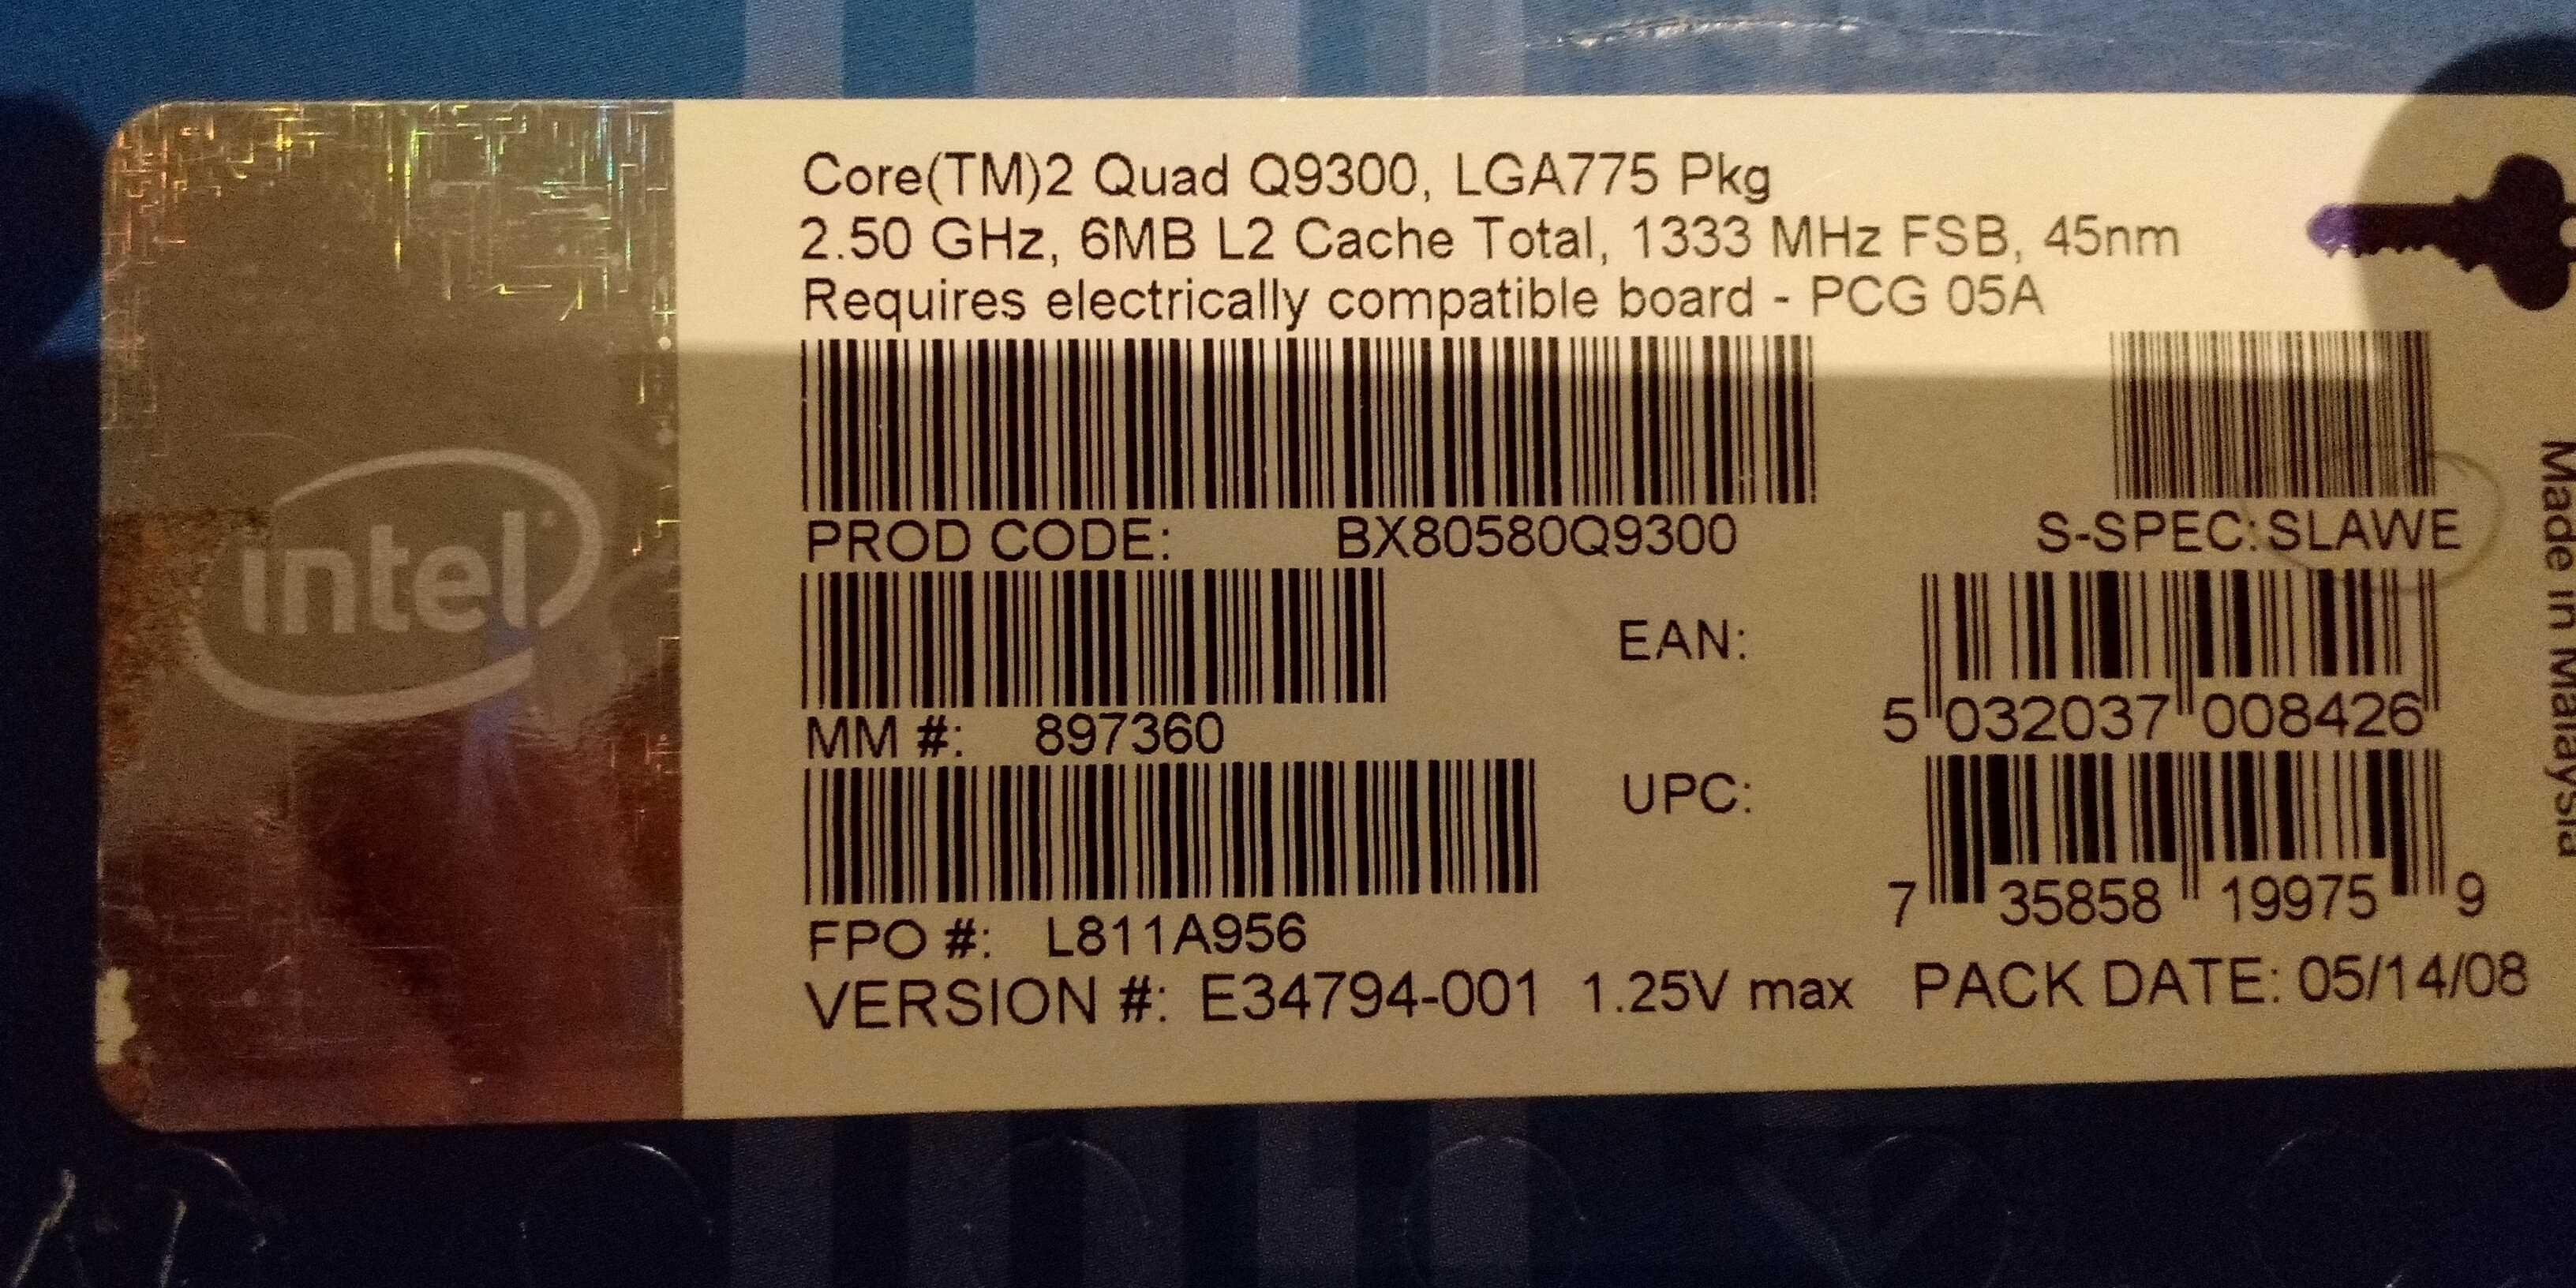 intel
Core(TM)2 Quad Q9300, LGA775 Pkg
2.50 GHz, 6MB L2 Cache Total, 1333 MHz FSB, 45nm
Requires electrically compatible board - PCG 05A
PROD CODE: BX80580Q9300
S-SPEC: SLAWE
MM #: 897360
EAN:
5 032037 008426
FPO #: L811A956
UPC:
7 35858 19975 9
VERSION #: E34794-001 1.25V max PACK DATE: 05/14/08
Made in Malaysia